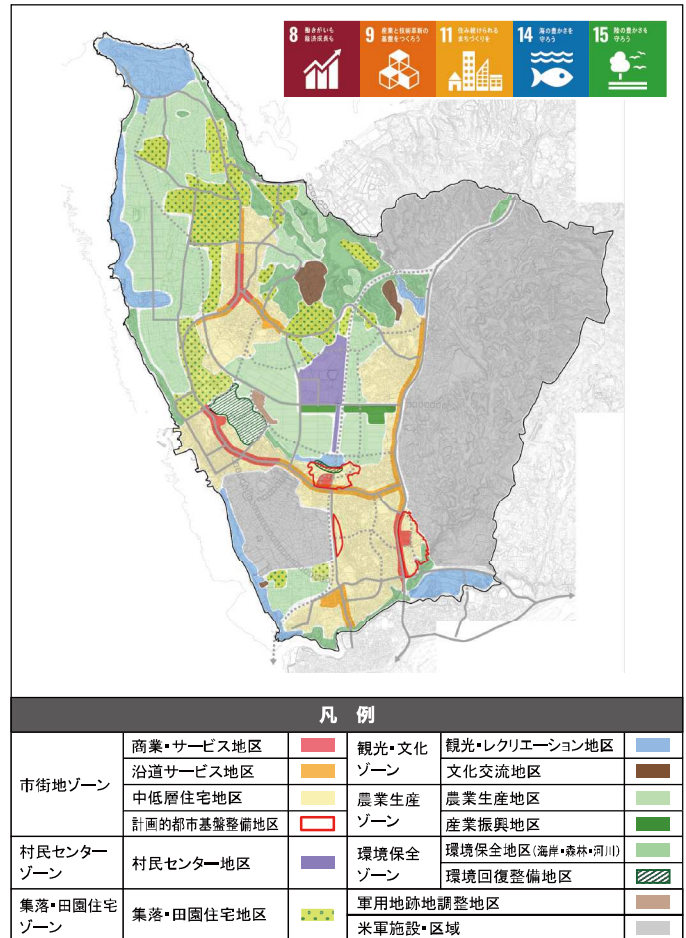 8 働きがいも
経済成長も
9 産業と技術革新の
基盤をつくろう
11 住み続けられる
まちづくりを
14 海の豊かさを
守ろう
15 陸の豊かさも
守ろう
凡 例
市街地ゾーン
商業・サービス地区
沿道サービス地区
中低層住宅地区
計画的都市基盤整備地区
観光・文化
ゾーン
観光・レクリエーション地区
文化交流地区
農業生産
ゾーン
農業生産地区
産業振興地区
村民センター
ゾーン
村民センター地区
環境保全
ゾーン
環境保全地区(海岸・森林・河川)
環境回復整備地区
集落・田園住宅
ゾーン
集落・田園住宅地区
軍用地跡地調整地区
米軍施設・区域